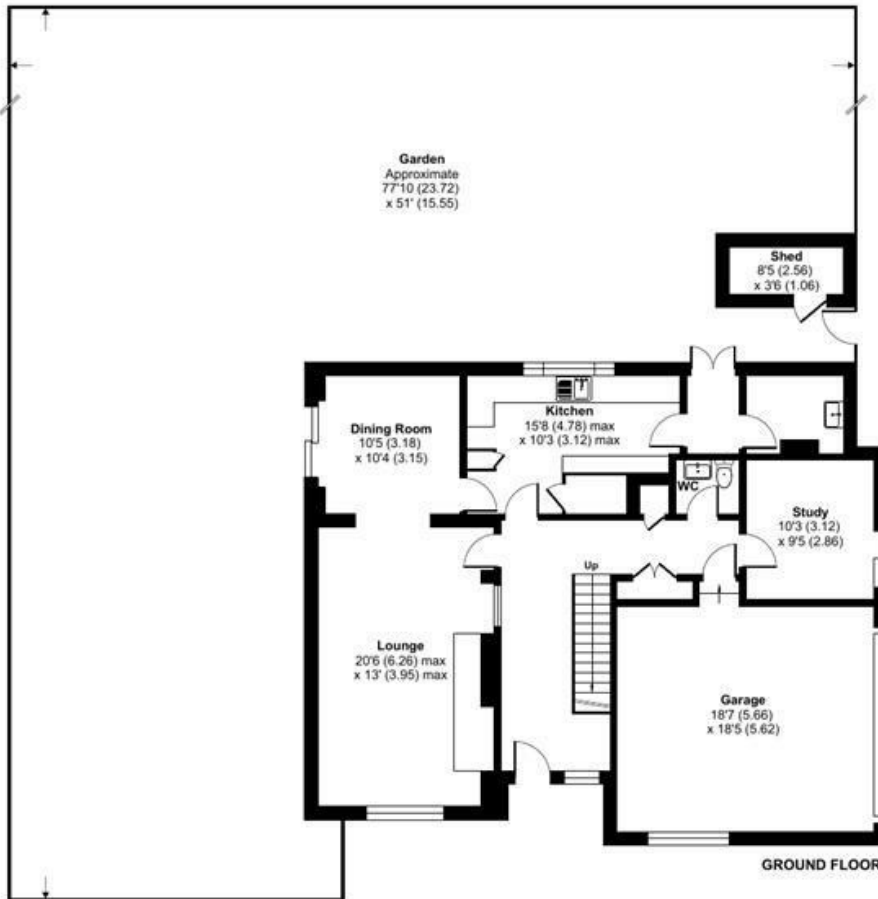 Garden
Approximate
77'10 (23.72)
x 51' (15.55)
Shed
8'5 (2.56)
x 3'6 (1.06)
Kitchen
15'8 (4.78) max
x 10'3 (3.12) max
Dining Room
10'5 (3.18)
x 10'4 (3.15)
WC
Study
10'3 (3.12)
x 9'5 (2.86)
Up
Lounge
20'6 (6.26) max
x 13' (3.95) max
Garage
18'7 (5.66)
x 18'5 (5.62)
GROUND FLOOR